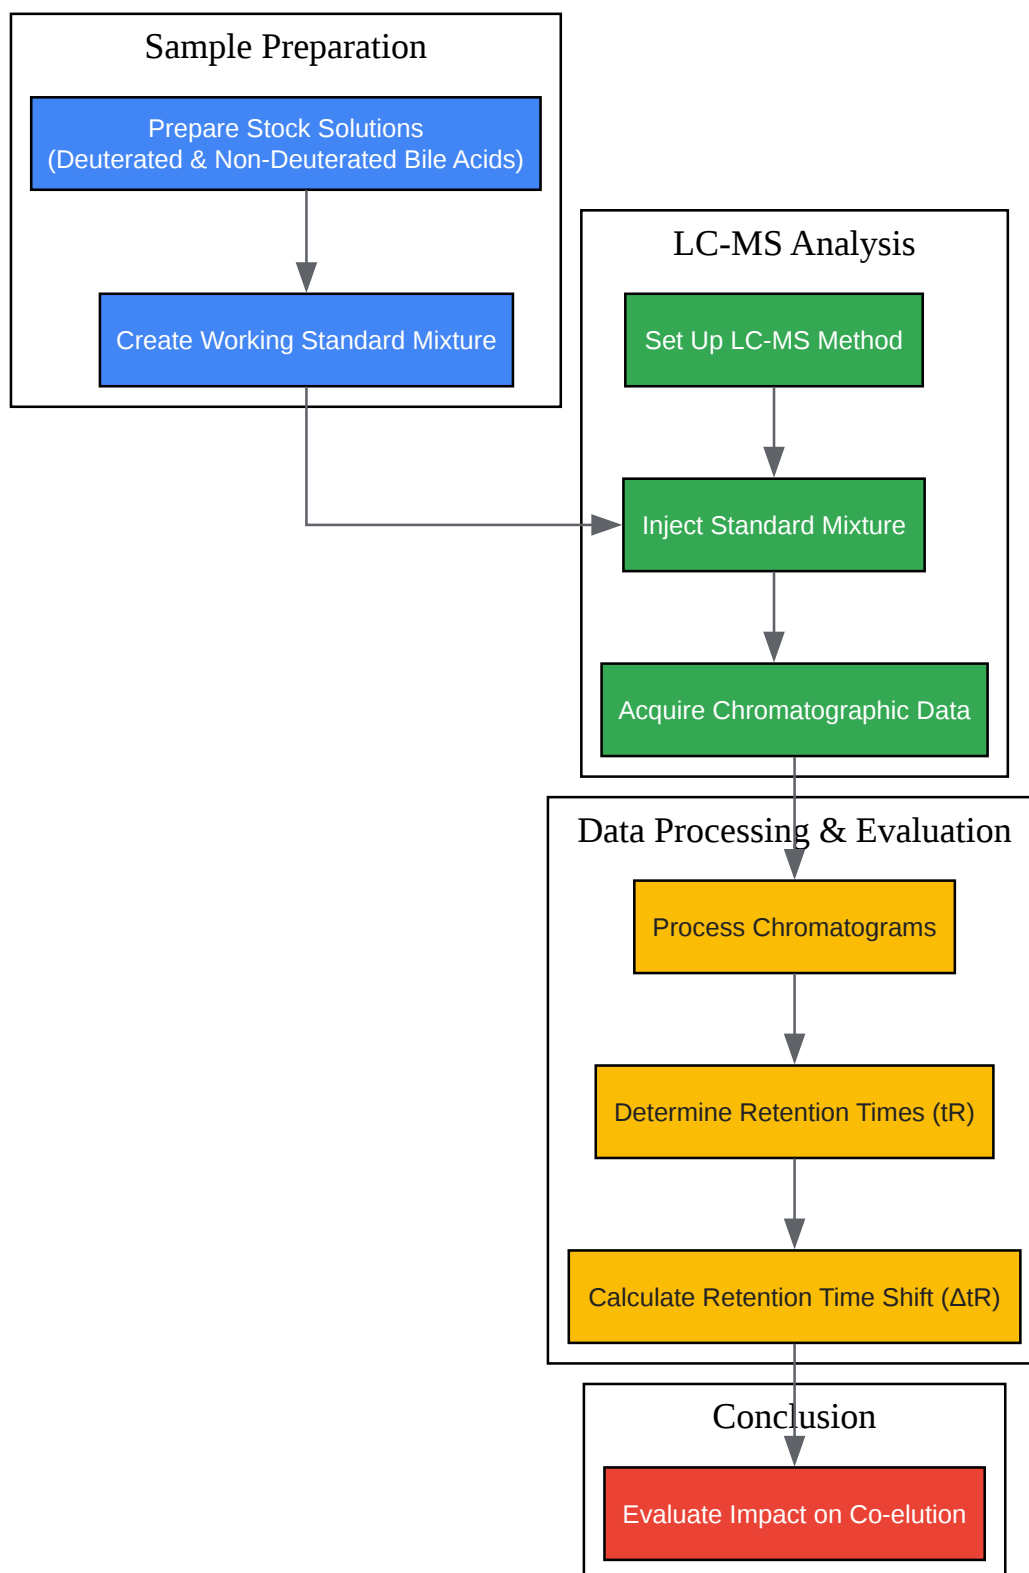 Sample Preparation
Prepare Stock Solutions
(Deuterated & Non-Deuterated Bile Acids)
Create Working Standard Mixture
LC-MS Analysis
Set Up LC-MS Method
Inject Standard Mixture
Acquire Chromatographic Data
Data Processing & Evaluation
Process Chromatograms
Determine Retention Times (tR)
Calculate Retention Time Shift (ΔtR)
Conclusion
Evaluate Impact on Co-elution